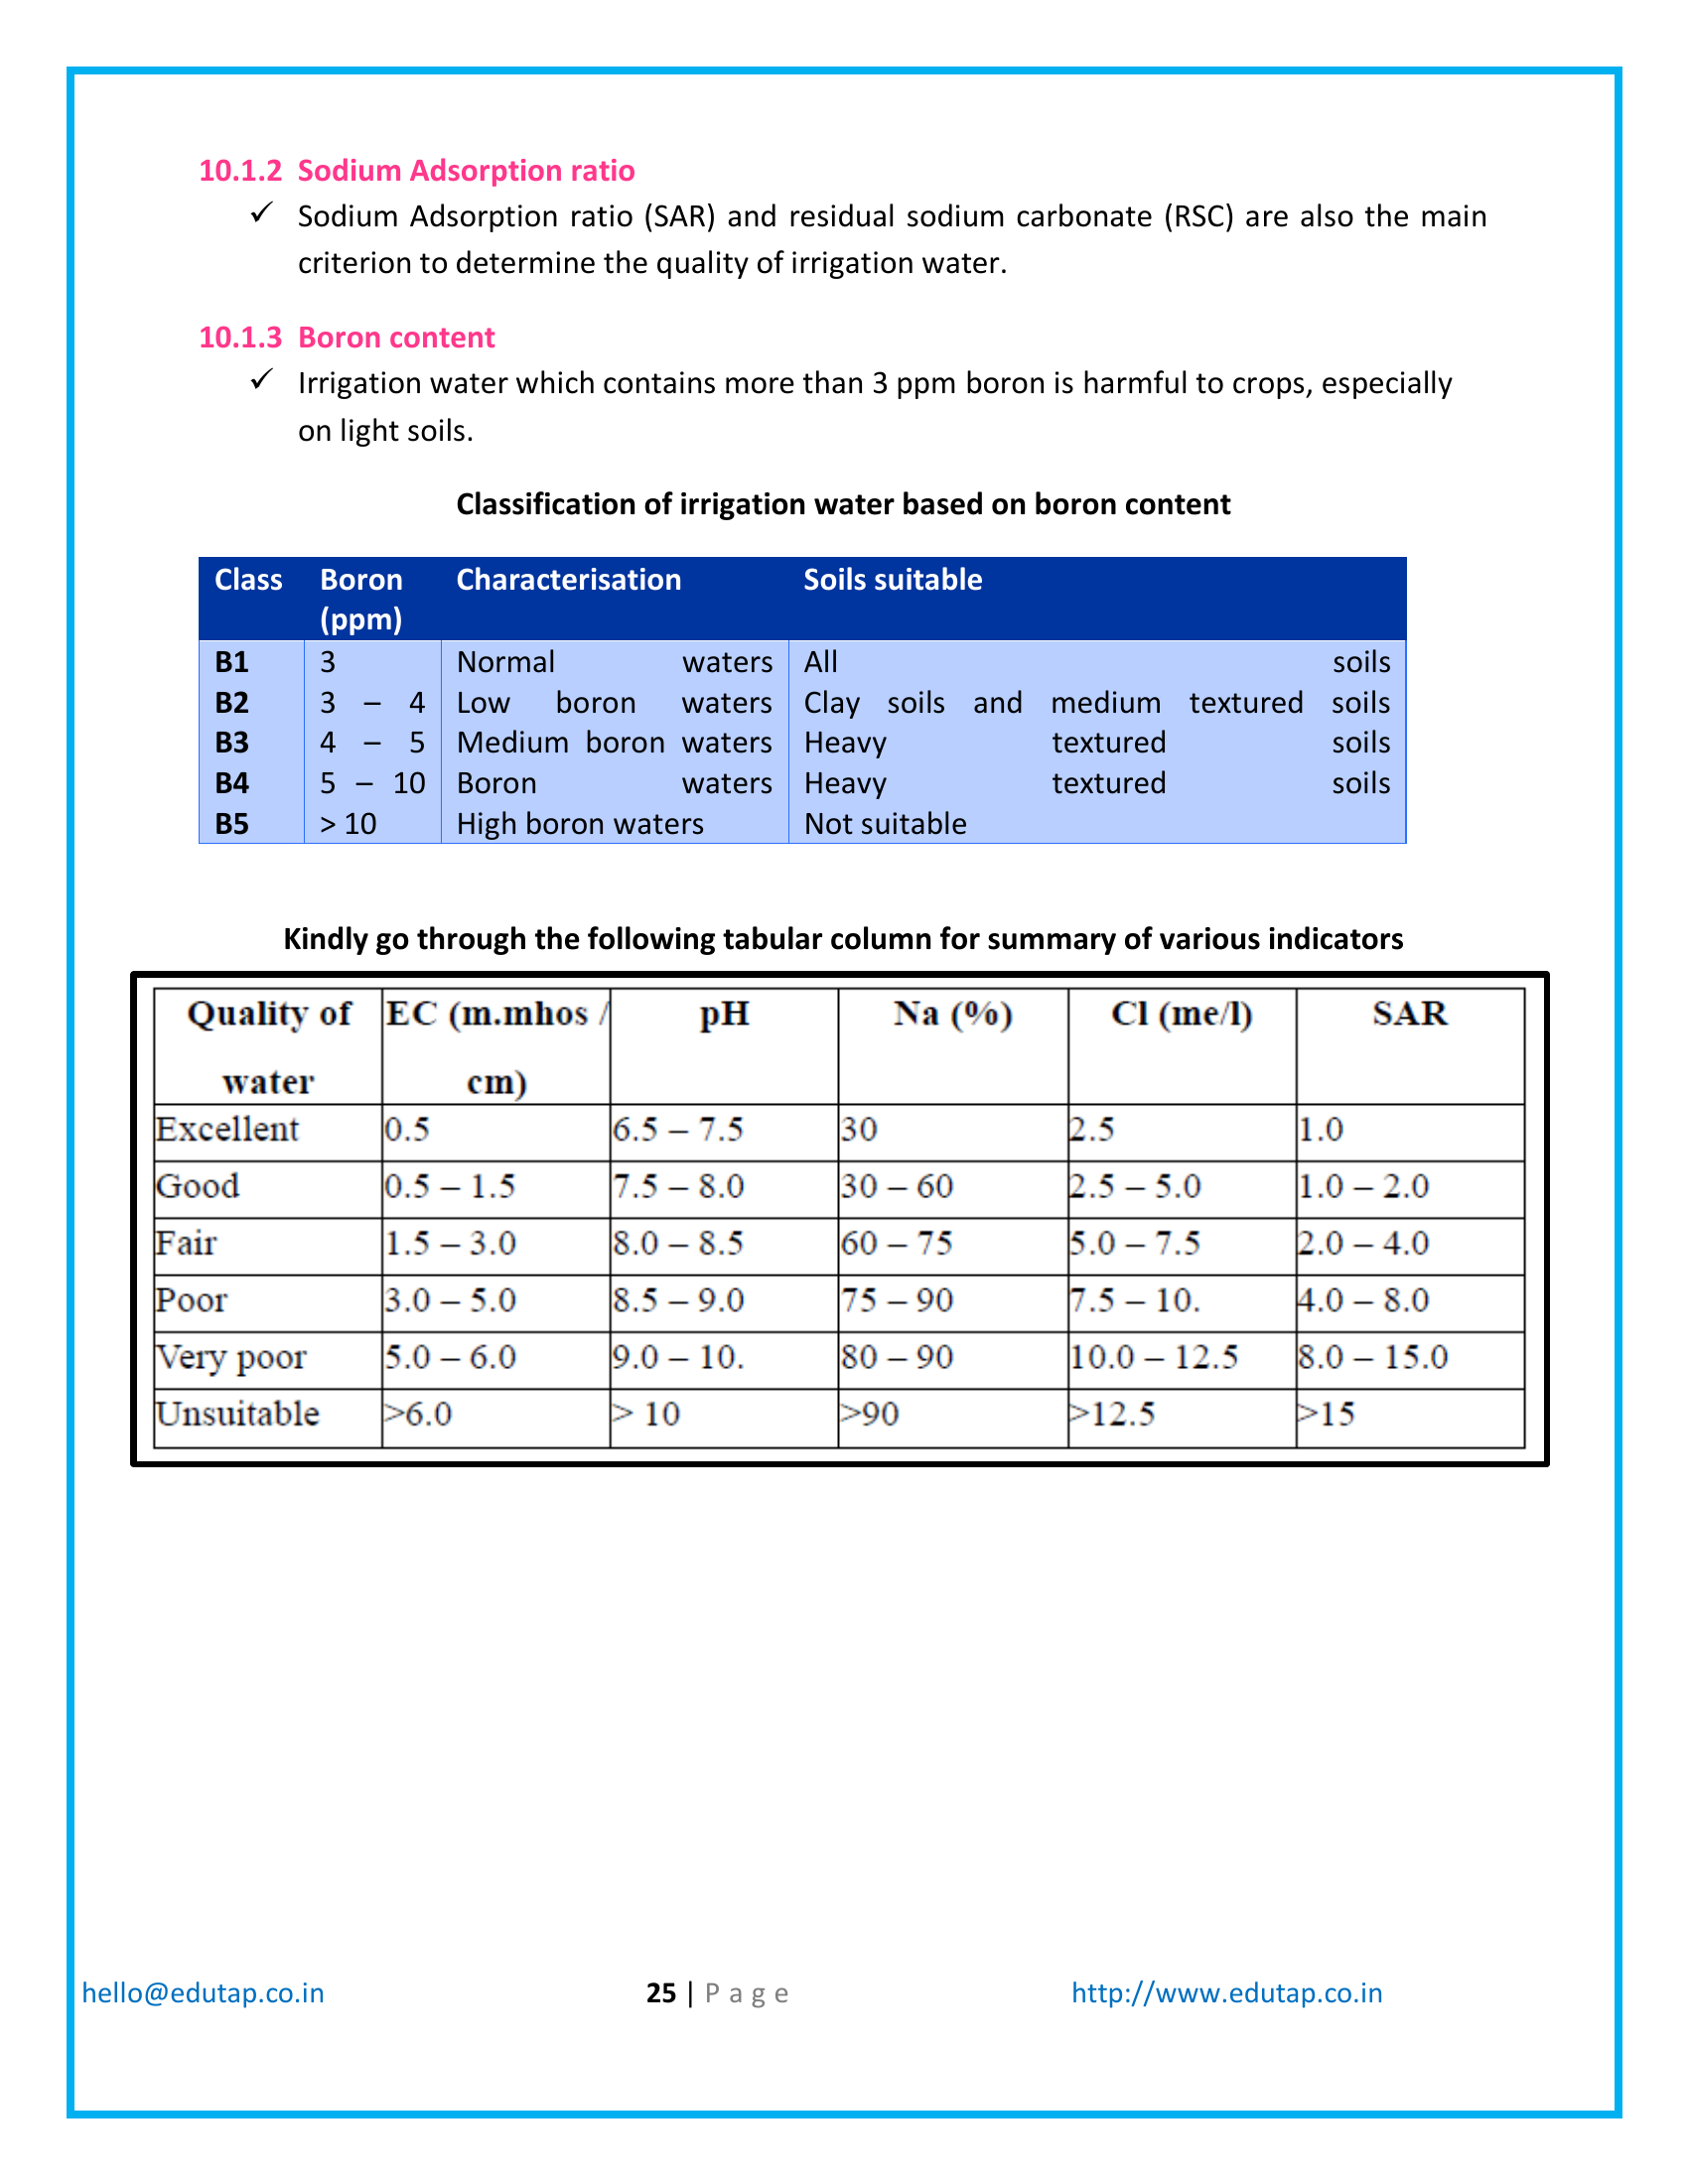 10.1.2 Sodium Adsorption ratio
✓ Sodium Adsorption ratio (SAR) and residual sodium carbonate (RSC) are also the main
criterion to determine the quality of irrigation water.
10.1.3 Boron content
✓ Irrigation water which contains more than 3 ppm boron is harmful to crops, especially
on light soils.
Classification of irrigation water based on boron content
Class Boron (ppm) Characterisation Soils suitable
B1 3 Normal waters All soils
B2 3 – 4 Low boron waters Clay soils and medium textured soils
B3 4 – 5 Medium boron waters Heavy textured soils
B4 5 – 10 Boron waters Heavy textured soils
B5 > 10 High boron waters Not suitable
Kindly go through the following tabular column for summary of various indicators
Quality of water EC (m.mhos / cm) pH Na (%) Cl (me/l) SAR
Excellent 0.5 6.5 – 7.5 30 2.5 1.0
Good 0.5 – 1.5 7.5 – 8.0 30 – 60 2.5 – 5.0 1.0 – 2.0
Fair 1.5 – 3.0 8.0 – 8.5 60 – 75 5.0 – 7.5 2.0 – 4.0
Poor 3.0 – 5.0 8.5 – 9.0 75 – 90 7.5 – 10. 4.0 – 8.0
Very poor 5.0 – 6.0 9.0 – 10. 80 – 90 10.0 – 12.5 8.0 – 15.0
Unsuitable >6.0 > 10 >90 >12.5 >15
hello@edutap.co.in 25 | Page http://www.edutap.co.in